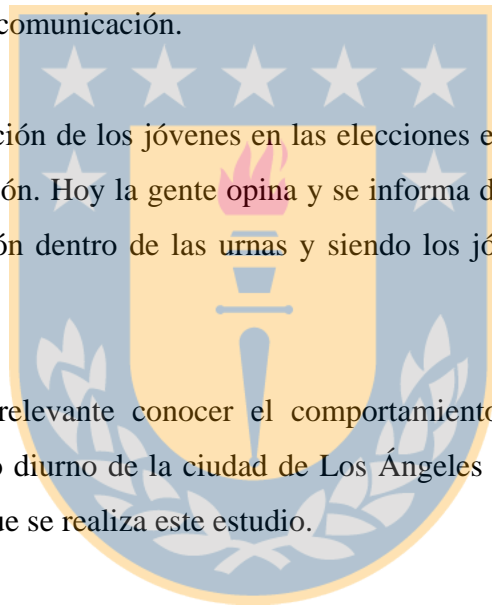 comunicación.
ción de los jóvenes en las elecciones e
ón. Hoy la gente opina y se informa d
ón dentro de las urnas y siendo los jó
relevante conocer el comportamiento
o diurno de la ciudad de Los Ángeles
ue se realiza este estudio.